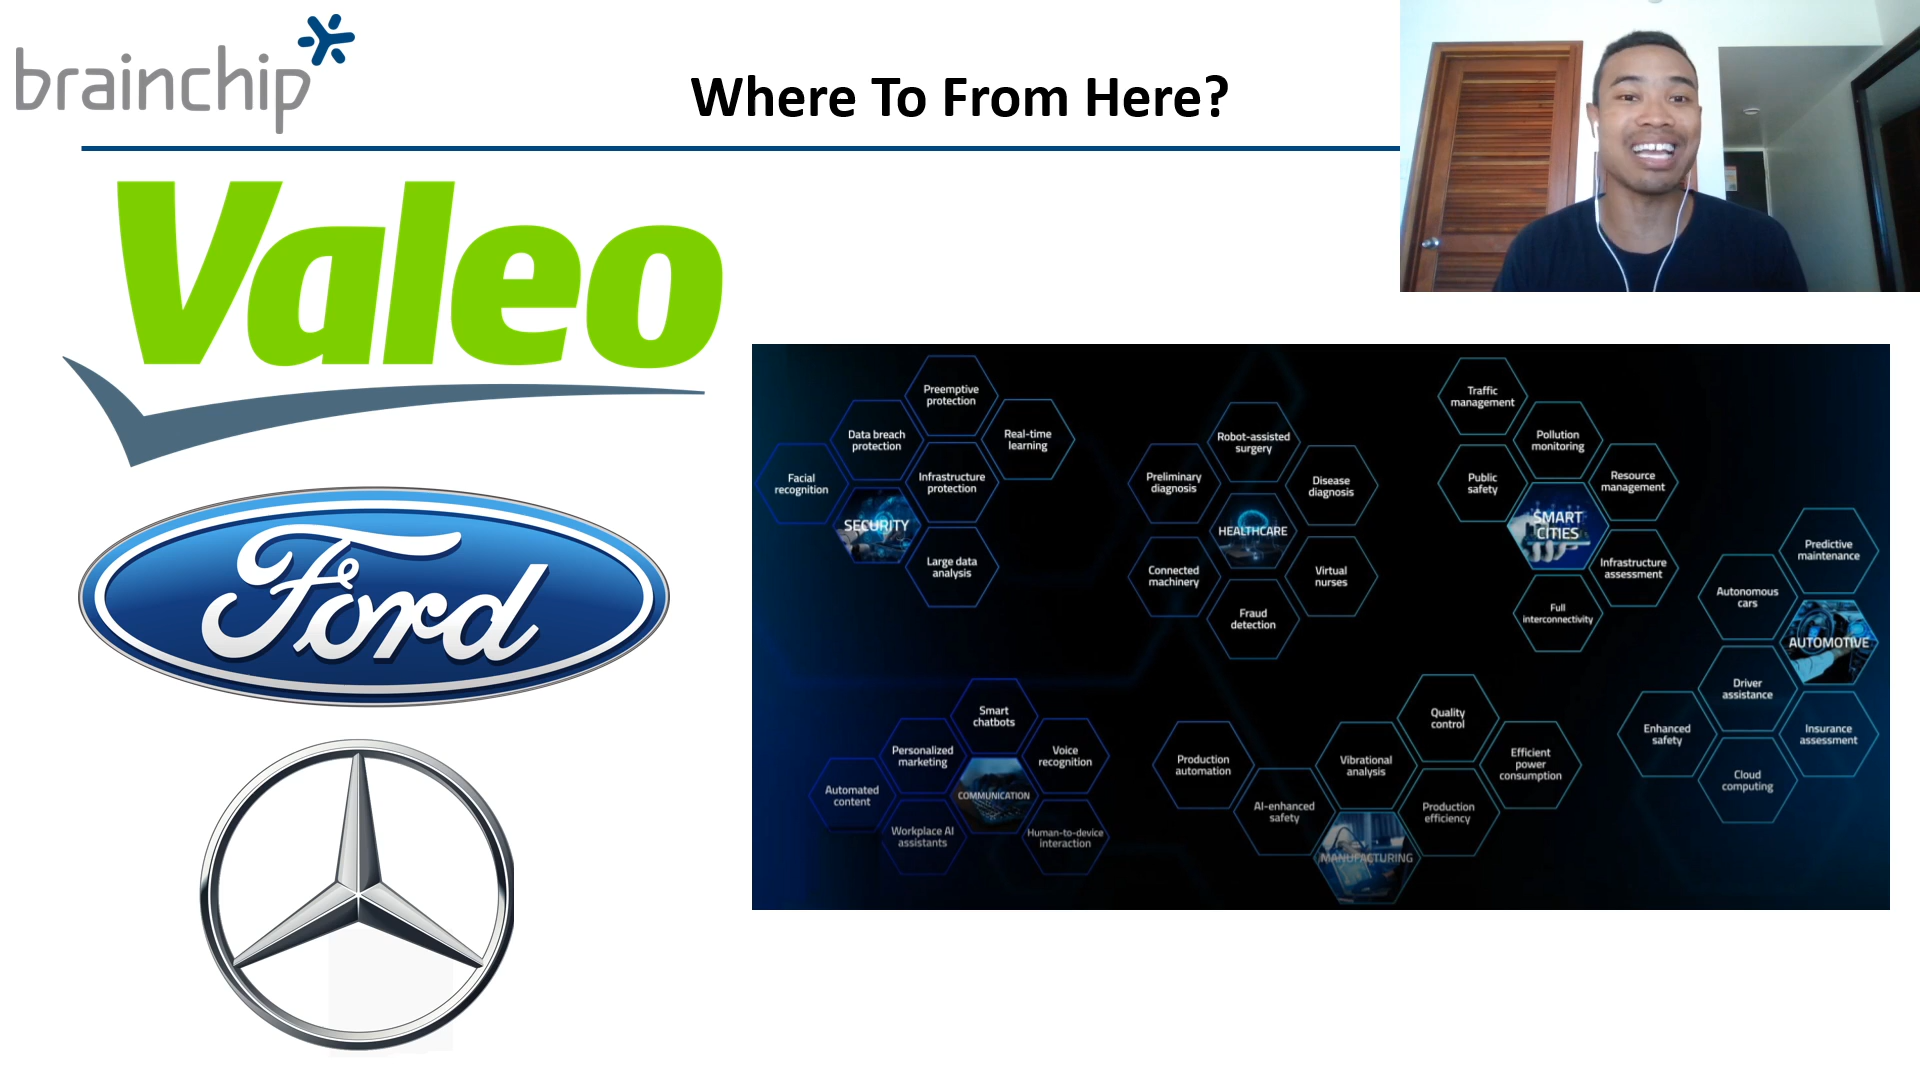 brainchip
Where To From Here?
Valeo
Ford
Preemptive
protection
Data breach
protection
Real-time
learning
Facial
recognition
Infrastructure
protection
SECURITY
Large data
analysis
Robot-assisted
surgery
Preliminary
diagnosis
Disease
diagnosis
HEALTHCARE
Connected
machinery
Virtual
nurses
Fraud
detection
Traffic
management
Pollution
monitoring
Public
safety
Resource
management
SMART
CITIES
Infrastructure
assessment
Full
interconnectivity
Predictive
maintenance
Autonomous
cars
AUTOMOTIVE
Driver
assistance
Enhanced
safety
Insurance
assessment
Cloud
computing
Smart
chatbots
Personalized
marketing
Voice
recognition
Automated
content
COMMUNICATION
Workplace AI
assistants
Human-to-device
interaction
Quality
control
Production
automation
Vibrational
analysis
Efficient
power
consumption
AI-enhanced
safety
Production
efficiency
MANUFACTURING